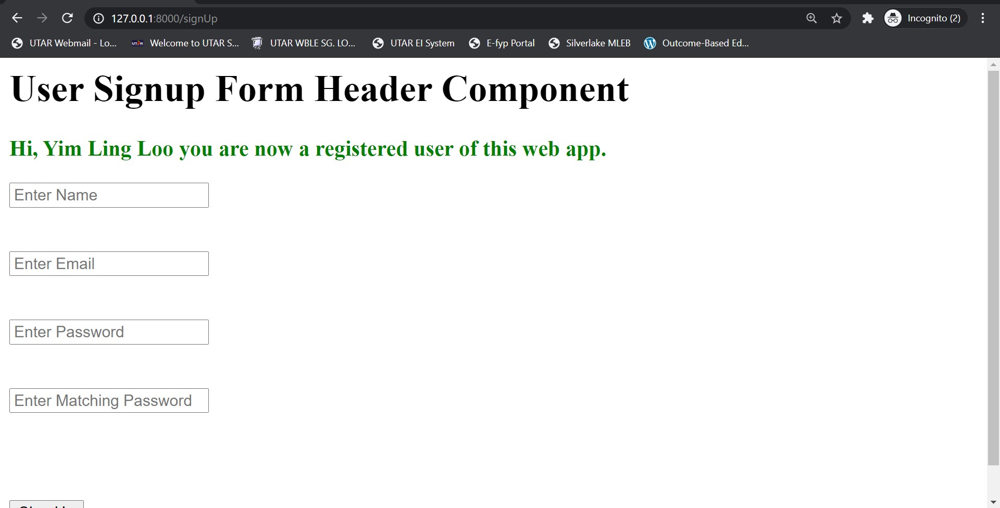 127.0.0.1:8000/signUp
Incognito (2)
UTAR Webmail - Lo... Welcome to UTAR S... UTAR WBLE SG. LO... UTAR EI System E-fyp Portal Silverlake MLEB Outcome-Based Ed...
User Signup Form Header Component
Hi, Yim Ling Loo you are now a registered user of this web app.
Enter Name
Enter Email
Enter Password
Enter Matching Password